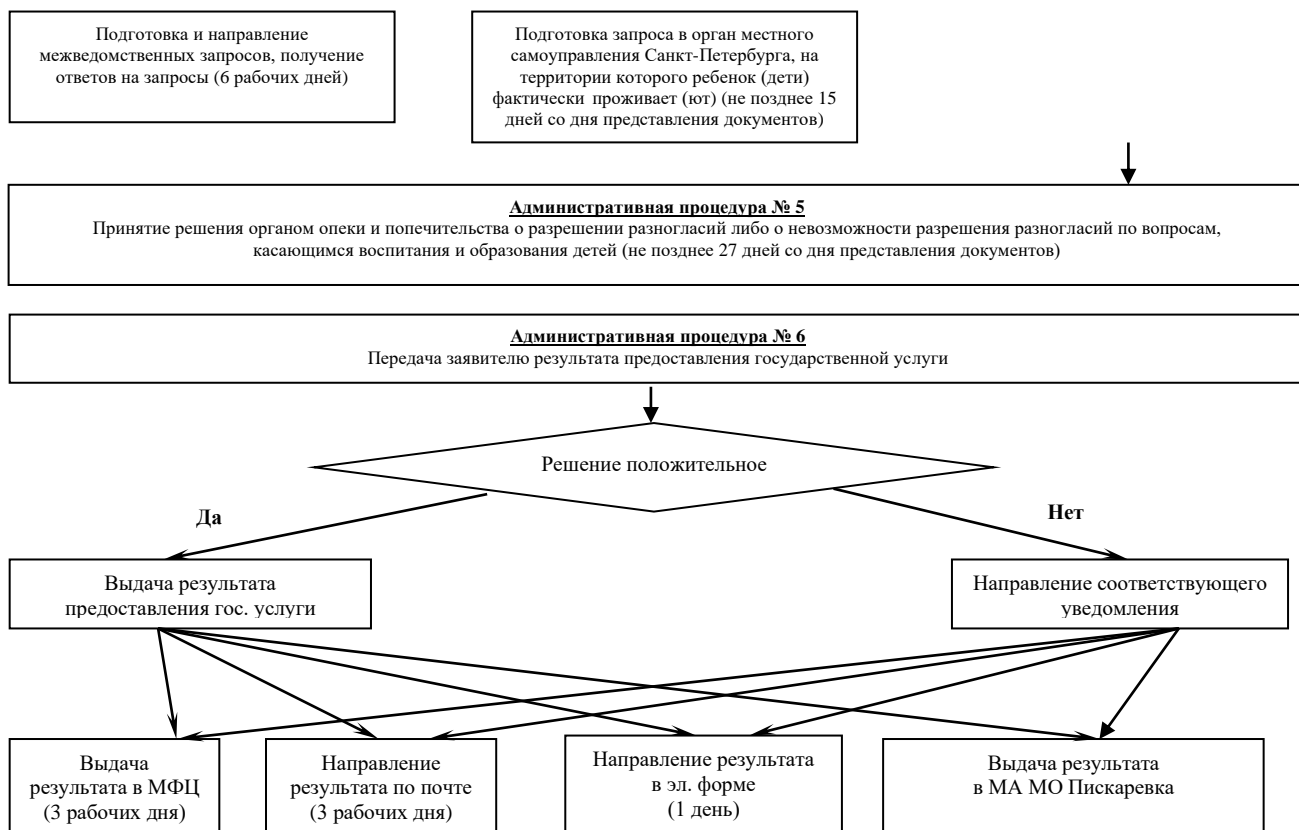 Подготовка и направление
межведомственных запросов, получение
ответов на запросы (6 рабочих дней)
Подготовка запроса в орган местного
самоуправления Санкт-Петербурга, на
территории которого ребенок (дети)
фактически проживает (ют) (не позднее 15
дней со дня представления документов)
Административная процедура № 5
Принятие решения органом опеки и попечительства о разрешении разногласий либо о невозможности разрешения разногласий по вопросам,
касающимся воспитания и образования детей (не позднее 27 дней со дня представления документов)
Административная процедура № 6
Передача заявителю результата предоставления государственной услуги
Решение положительное
Да
Нет
Выдача результата
предоставления гос. услуги
Направление соответствующего
уведомления
Выдача
результата в МФЦ
(3 рабочих дня)
Направление
результата по почте
(3 рабочих дня)
Направление результата
в эл. форме
(1 день)
Выдача результата
в МА МО Пискаревка